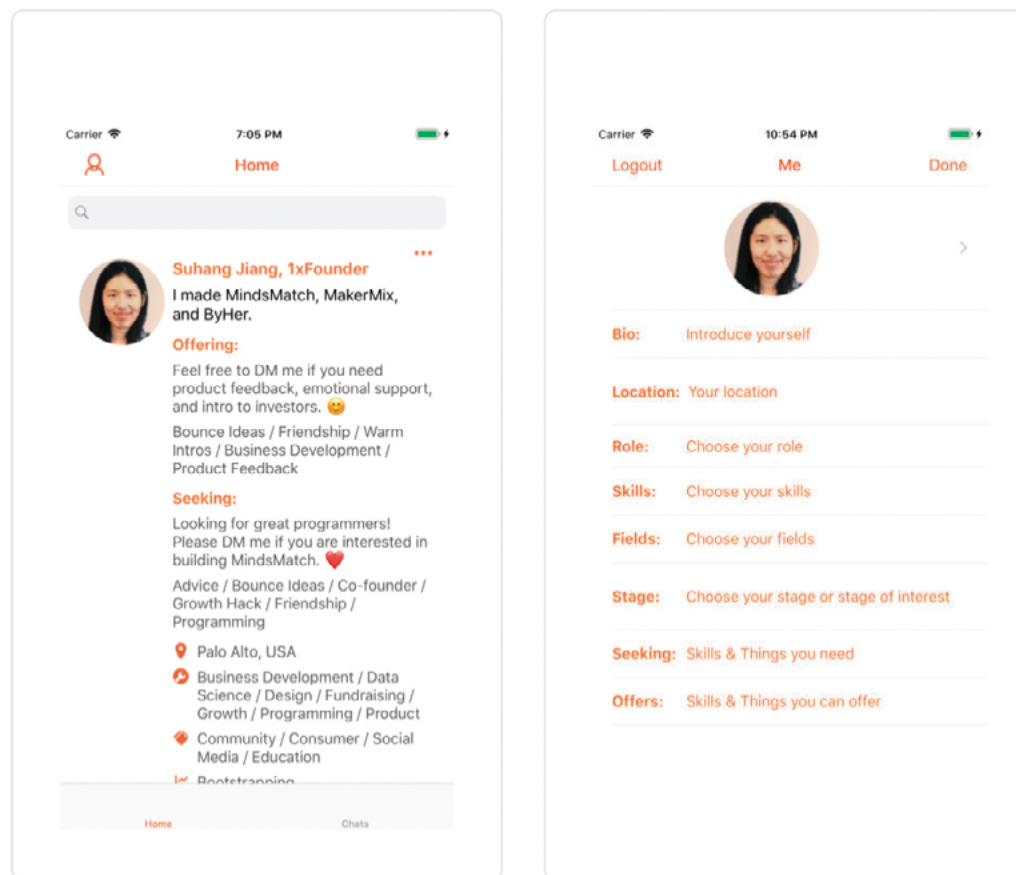 Carrier
7:05 PM
Home
Suhang Jiang, 1xFounder
I made MindsMatch, MakerMix,
and ByHer.
Offering:
Feel free to DM me if you need
product feedback, emotional support,
and intro to investors. 😊
Bounce Ideas / Friendship / Warm
Intros / Business Development /
Product Feedback
Seeking:
Looking for great programmers!
Please DM me if you are interested in
building MindsMatch. ❤️
Advice / Bounce Ideas / Co-founder /
Growth Hack / Friendship /
Programming
Palo Alto, USA
Business Development / Data
Science / Design / Fundraising /
Growth / Programming / Product
Community / Consumer / Social
Media / Education
Bootstrapping
Home
Chats
Carrier
10:54 PM
Logout
Me
Done
Bio: Introduce yourself
Location: Your location
Role: Choose your role
Skills: Choose your skills
Fields: Choose your fields
Stage: Choose your stage or stage of interest
Seeking: Skills & Things you need
Offers: Skills & Things you can offer